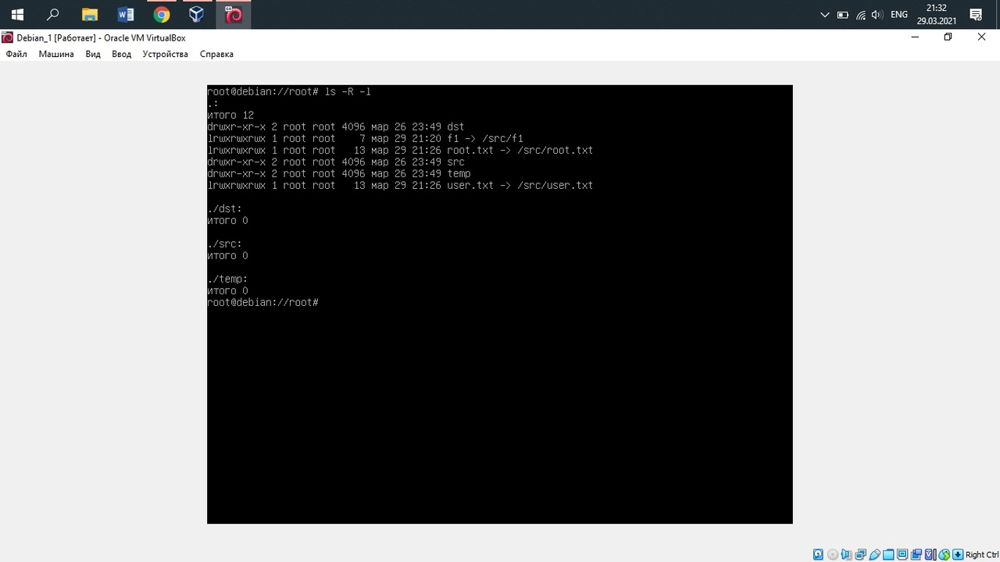 21:32
ENG
29.03.2021
Debian_1 [Работает] - Oracle VM VirtualBox
Файл Машина Вид Ввод Устройства Справка
root@debian://root# ls -R -l
.:
итого 12
drwxr-xr-x 2 root root 4096 мар 26 23:49 dst
lrwxrwxrwx 1 root root    7 мар 29 21:20 f1 -> /src/f1
lrwxrwxrwx 1 root root   13 мар 29 21:26 root.txt -> /src/root.txt
drwxr-xr-x 2 root root 4096 мар 26 23:49 src
drwxr-xr-x 2 root root 4096 мар 26 23:49 temp
lrwxrwxrwx 1 root root   13 мар 29 21:26 user.txt -> /src/user.txt
./dst:
итого 0
./src:
итого 0
./temp:
итого 0
root@debian://root#
Right Ctrl